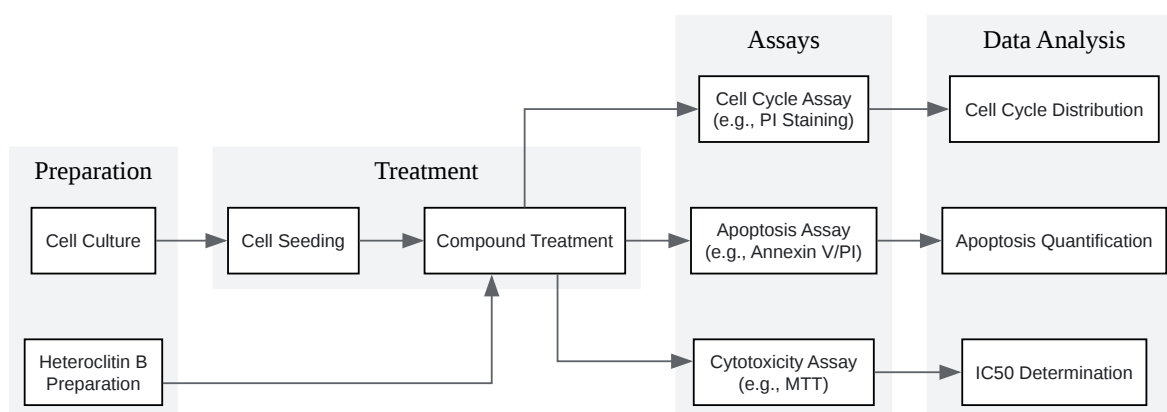 Preparation
Cell Culture
Heteroclitin B
Preparation
Treatment
Cell Seeding
Compound Treatment
Assays
Cell Cycle Assay
(e.g., PI Staining)
Apoptosis Assay
(e.g., Annexin V/PI)
Cytotoxicity Assay
(e.g., MTT)
Data Analysis
Cell Cycle Distribution
Apoptosis Quantification
IC50 Determination